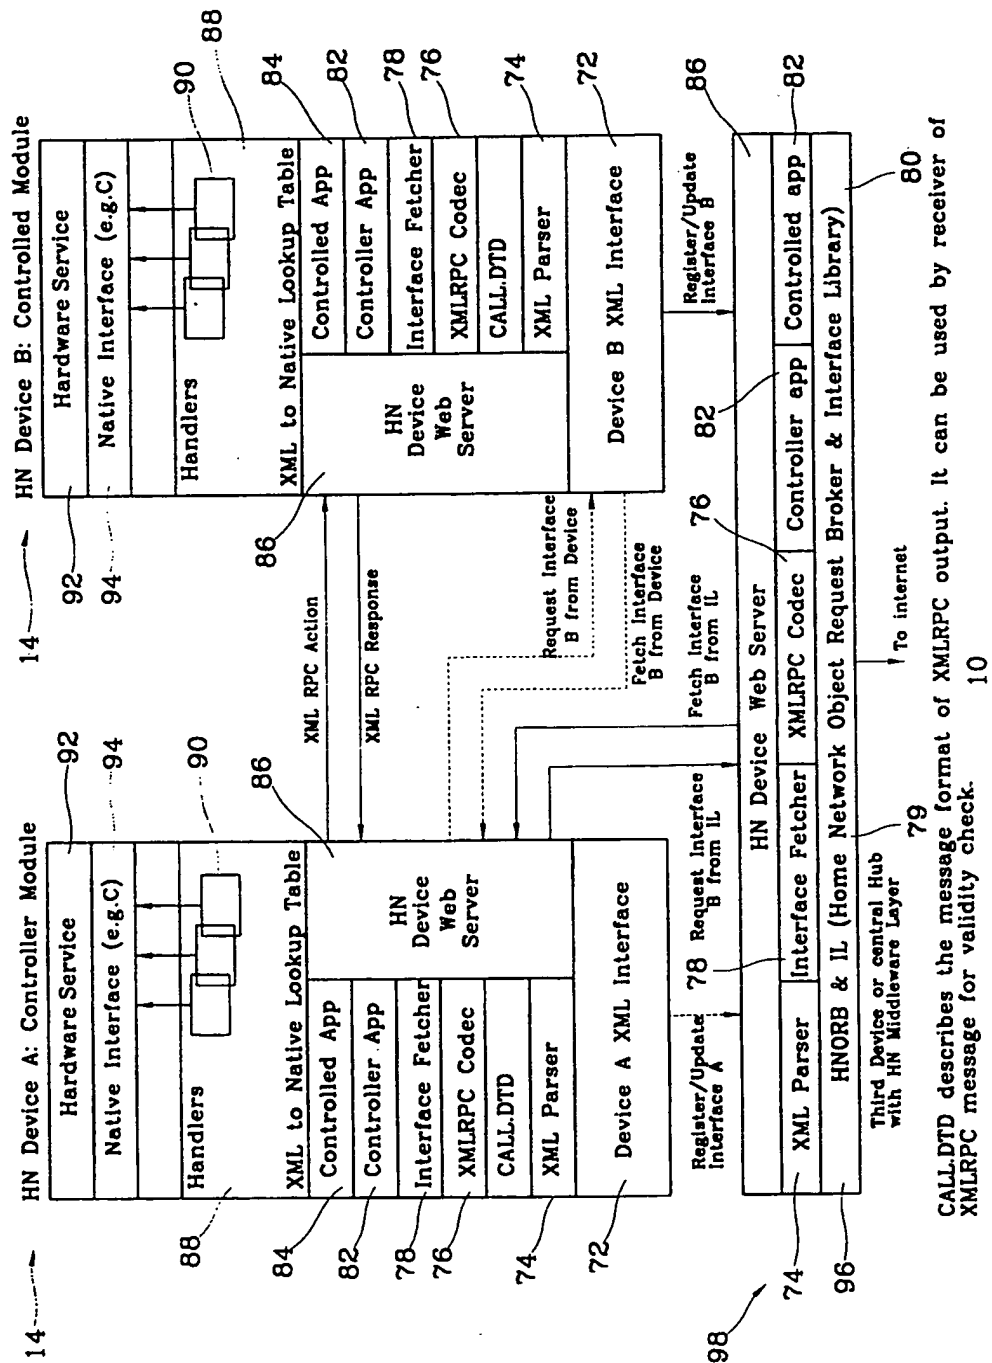 14
HN Device A: Controller Module
92
Hardware Service
94
Native Interface (e.g.C)
90
Handlers
88
XML to Native Lookup Table
84
Controlled App
82
Controller App
78
Interface Fetcher
76
XMLRPC Codec
CALL.DTD
74
XML Parser
86
HN
Device
Web
Server
72
Device A XML Interface
XML RPC Action
XML RPC Response
Request Interface
B from Device
Fetch Interface
B from Device
14
HN Device B: Controlled Module
92
Hardware Service
94
Native Interface (e.g.C)
90
88
Handlers
XML to Native Lookup Table
84
Controlled App
82
Controller App
78
Interface Fetcher
76
XMLRPC Codec
CALL.DTD
74
XML Parser
86
HN
Device
Web
Server
72
Device B XML Interface
Register/Update
Interface A
Request Interface
B from IL
Fetch Interface
B from IL
Register/Update
Interface B
98
86
HN Device Web Server
74
XML Parser
78
Interface Fetcher
76
XMLRPC Codec
82
Controller app
Controlled app
82
96
HNORB & IL (Home Network Object Request Broker & Interface Library)
80
79
Third Device or central Hub
with HN Middleware Layer
To internet
CALL.DTD describes the message format of XMLRPC output. It can be used by receiver of
XMLRPC message for validity check.
10